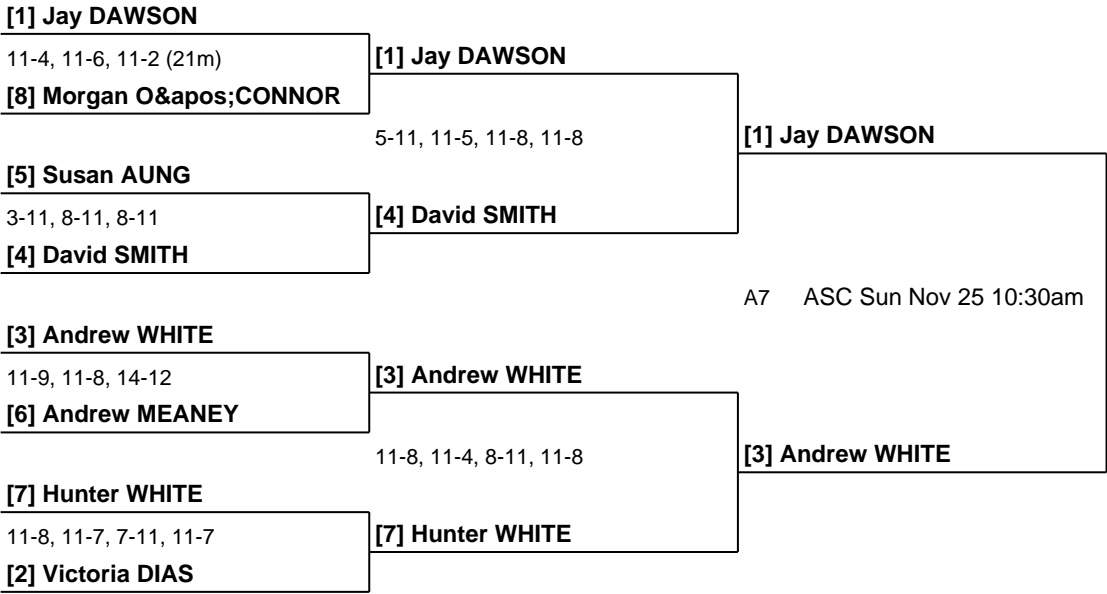 [1] Jay DAWSON
11-4, 11-6, 11-2 (21m)
[1] Jay DAWSON
[8] Morgan O&apos;CONNOR
5-11, 11-5, 11-8, 11-8
[1] Jay DAWSON
[5] Susan AUNG
3-11, 8-11, 8-11
[4] David SMITH
[4] David SMITH
A7 ASC Sun Nov 25 10:30am
[3] Andrew WHITE
11-9, 11-8, 14-12
[3] Andrew WHITE
[6] Andrew MEANEY
11-8, 11-4, 8-11, 11-8
[3] Andrew WHITE
[7] Hunter WHITE
11-8, 11-7, 7-11, 11-7
[7] Hunter WHITE
[2] Victoria DIAS